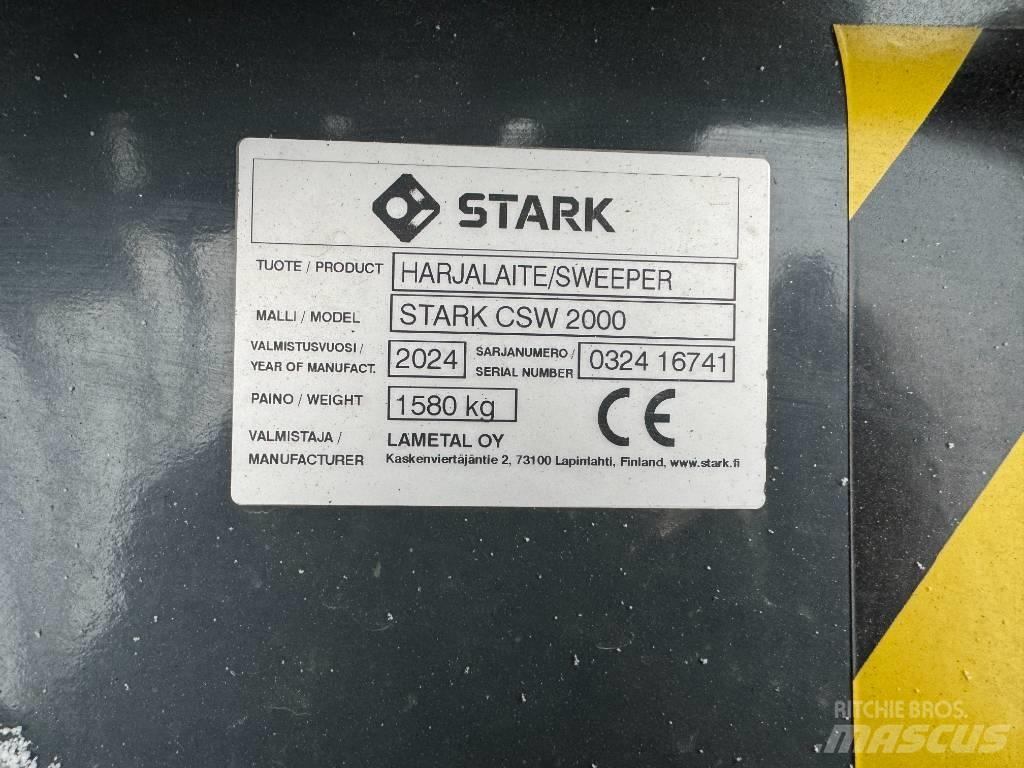 STARK
TUOTE / PRODUCT HARJALAITE/SWEEPER
MALLI / MODEL STARK CSW 2000
VALMISTUSVUOSI / YEAR OF MANUFACT. 2024 SARJANUMERO / SERIAL NUMBER 0324 16741
PAINO / WEIGHT 1580 kg CE
VALMISTAJA / LAMETAL OY
MANUFACTURER Kaskenviertäjäntie 2, 73100 Lapinlahti, Finland, www.stark.fi
RITCHIE BROS.
MASCUS